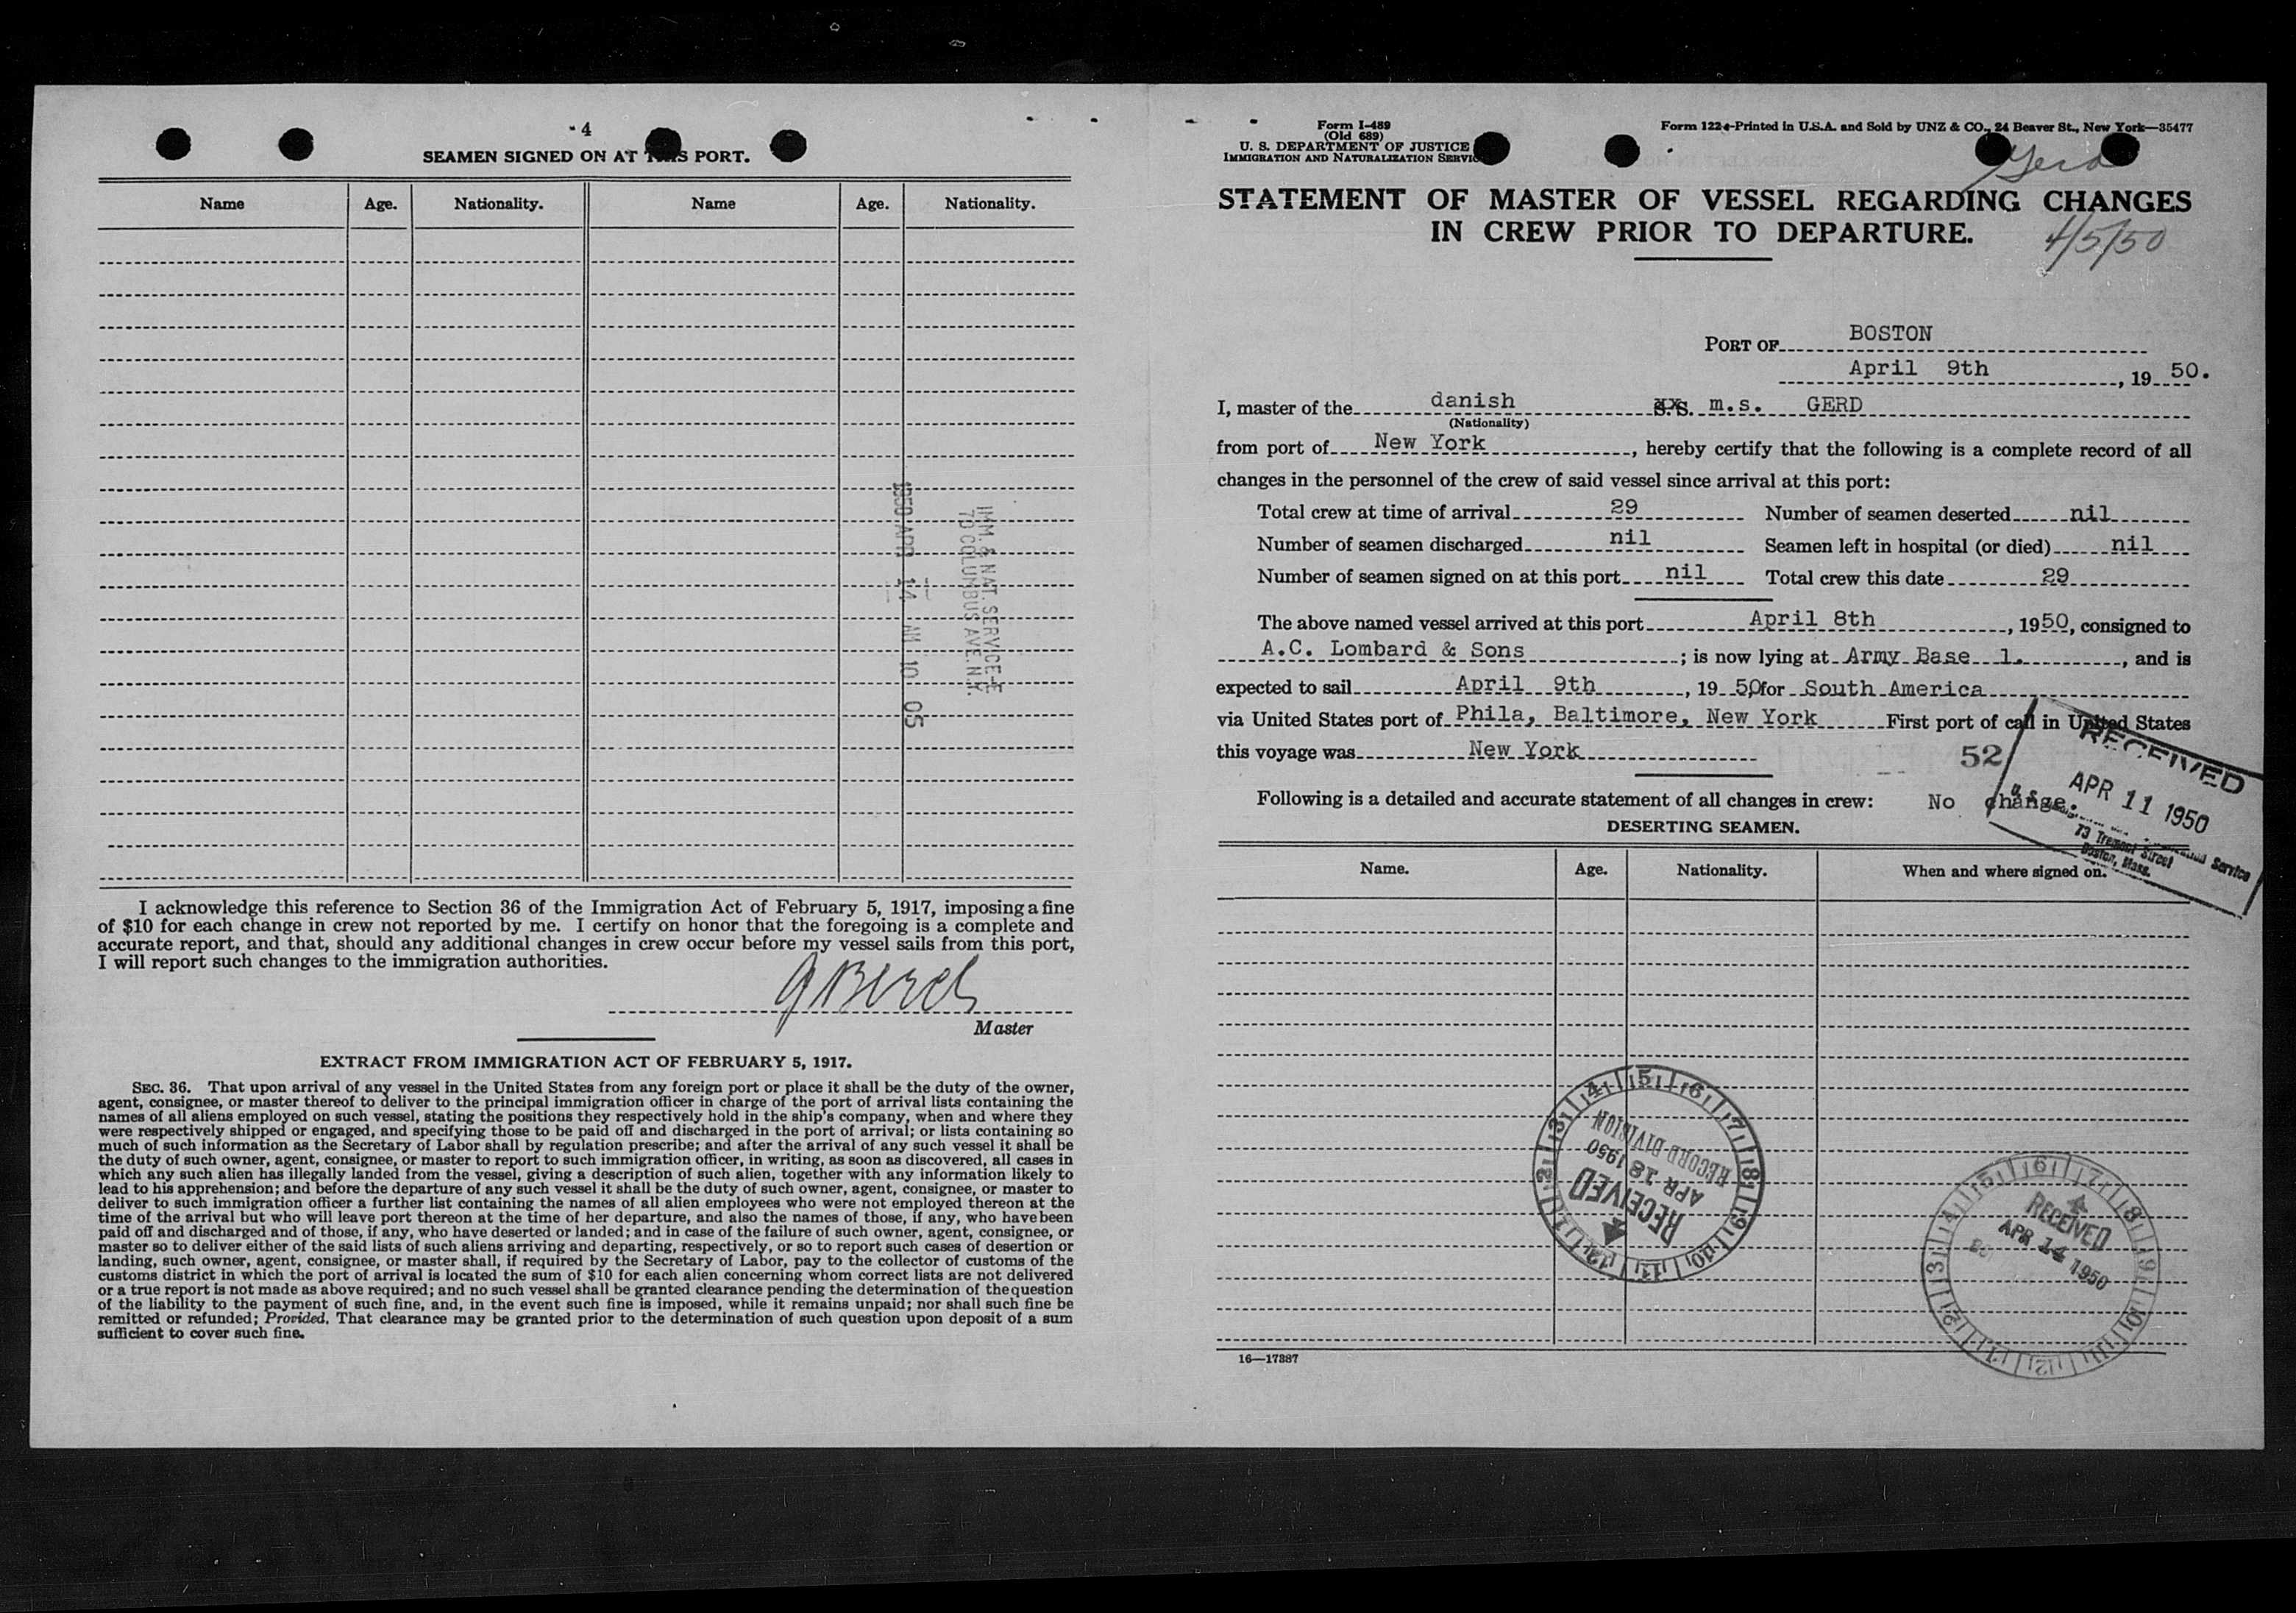 4
SEAMEN SIGNED ON AT THIS PORT.
Name Age. Nationality. Name Age. Nationality.
IMM. & NAT. SERVICE
70 COLUMBUS AVE. N.Y.
1950 APR 14 AM 10 05
I acknowledge this reference to Section 36 of the Immigration Act of February 5, 1917, imposing a fine
of $10 for each change in crew not reported by me. I certify on honor that the foregoing is a complete and
accurate report, and that, should any additional changes in crew occur before my vessel sails from this port,
I will report such changes to the immigration authorities.
Master
EXTRACT FROM IMMIGRATION ACT OF FEBRUARY 5, 1917.
SEC. 36. That upon arrival of any vessel in the United States from any foreign port or place it shall be the duty of the owner,
agent, consignee, or master thereof to deliver to the principal immigration officer in charge of the port of arrival lists containing the
names of all aliens employed on such vessel, stating the positions they respectively hold in the ship's company, when and where they
were respectively shipped or engaged, and specifying those to be paid off and discharged in the port of arrival; or lists containing so
much of such information as the Secretary of Labor shall by regulation prescribe; and after the arrival of any such vessel it shall be
the duty of such owner, agent, consignee, or master to report to such immigration officer, in writing, as soon as discovered, all cases in
which any such alien has illegally landed from the vessel, giving a description of such alien, together with any information likely to
lead to his apprehension; and before the departure of any such vessel it shall be the duty of such owner, agent, consignee, or master to
deliver to such immigration officer a further list containing the names of all alien employees who were not employed thereon at the
time of the arrival but who will leave port thereon at the time of her departure, and also the names of those, if any, who have been
paid off and discharged and of those, if any, who have deserted or landed; and in case of the failure of such owner, agent, consignee, or
master so to deliver either of the said lists of such aliens arriving and departing, respectively, or so to report such cases of desertion or
landing, such owner, agent, consignee, or master shall, if required by the Secretary of Labor, pay to the collector of customs of the
customs district in which the port of arrival is located the sum of $10 for each alien concerning whom correct lists are not delivered
or a true report is not made as above required; and no such vessel shall be granted clearance pending the determination of the question
of the liability to the payment of such fine, and, in the event such fine is imposed, while it remains unpaid; nor shall such fine be
remitted or refunded; Provided, That clearance may be granted prior to the determination of such question upon deposit of a sum
sufficient to cover such fine.
Form I-489
(Old 689)
U. S. DEPARTMENT OF JUSTICE
IMMIGRATION AND NATURALIZATION SERVICE
Form 1224-Printed in U.S.A. and Sold by UNZ & CO., 24 Beaver St., New York—35477
Gerd
STATEMENT OF MASTER OF VESSEL REGARDING CHANGES
IN CREW PRIOR TO DEPARTURE.
4/5/50
PORT OF BOSTON
April 9th, 19 50.
I, master of the danish S.S. m.s. GERD
(Nationality)
from port of New York, hereby certify that the following is a complete record of all
changes in the personnel of the crew of said vessel since arrival at this port:
Total crew at time of arrival 29 Number of seamen deserted nil
Number of seamen discharged nil Seamen left in hospital (or died) nil
Number of seamen signed on at this port nil Total crew this date 29
The above named vessel arrived at this port April 8th, 1950, consigned to
A.C. Lombard & Sons; is now lying at Army Base 1., and is
expected to sail April 9th, 19 50 for South America
via United States port of Phila, Baltimore, New York First port of call in United States
this voyage was New York
52
RECEIVED
APR 11 1950
73 Tremont Street
Boston, Mass.
Following is a detailed and accurate statement of all changes in crew: No change.
DESERTING SEAMEN.
Name. Age. Nationality. When and where signed on.
RECEIVED
APR 18 1950
RECORD DIVISION
RECEIVED
APR 14 1950
16—17387